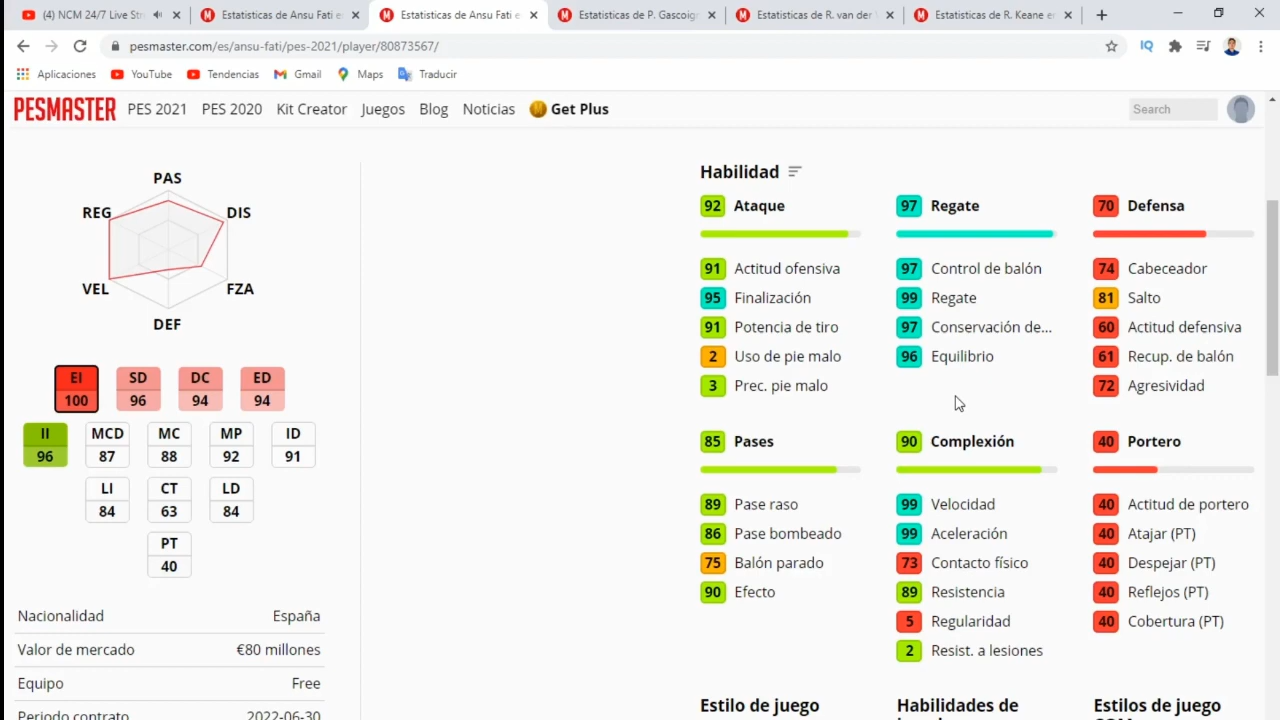 (4) NCM 24/7 Live Str
Estatisticas de Ansu Fati e
Estatisticas de Ansu Fati e
Estatisticas de P. Gascoig
Estatisticas de R. van der
Estatisticas de R. Keane e
pesmaster.com/es/ansu-fati/pes-2021/player/80873567/
IQ
Aplicaciones YouTube Tendencias Gmail Maps Traducir
PESMASTER PES 2021 PES 2020 Kit Creator Juegos Blog Noticias Get Plus Search
PAS
REG DIS
VEL FZA
DEF
EI SD DC ED
100 96 94 94
II MCD MC MP ID
96 87 88 92 91
LI CT LD
84 63 84
PT
40
Nacionalidad España
Valor de mercado €80 millones
Equipo Free
Periodo contrato 2022-06-30
Habilidad
92 Ataque
91 Actitud ofensiva
95 Finalización
91 Potencia de tiro
2 Uso de pie malo
3 Prec. pie malo
97 Regate
97 Control de balón
99 Regate
97 Conservación de...
96 Equilibrio
70 Defensa
74 Cabeceador
81 Salto
60 Actitud defensiva
61 Recup. de balón
72 Agresividad
85 Pases
89 Pase raso
86 Pase bombeado
75 Balón parado
90 Efecto
90 Complexión
99 Velocidad
99 Aceleración
73 Contacto físico
89 Resistencia
5 Regularidad
2 Resist. a lesiones
40 Portero
40 Actitud de portero
40 Atajar (PT)
40 Despejar (PT)
40 Reflejos (PT)
40 Cobertura (PT)
Estilo de juego
Habilidades de
Estilos de juego